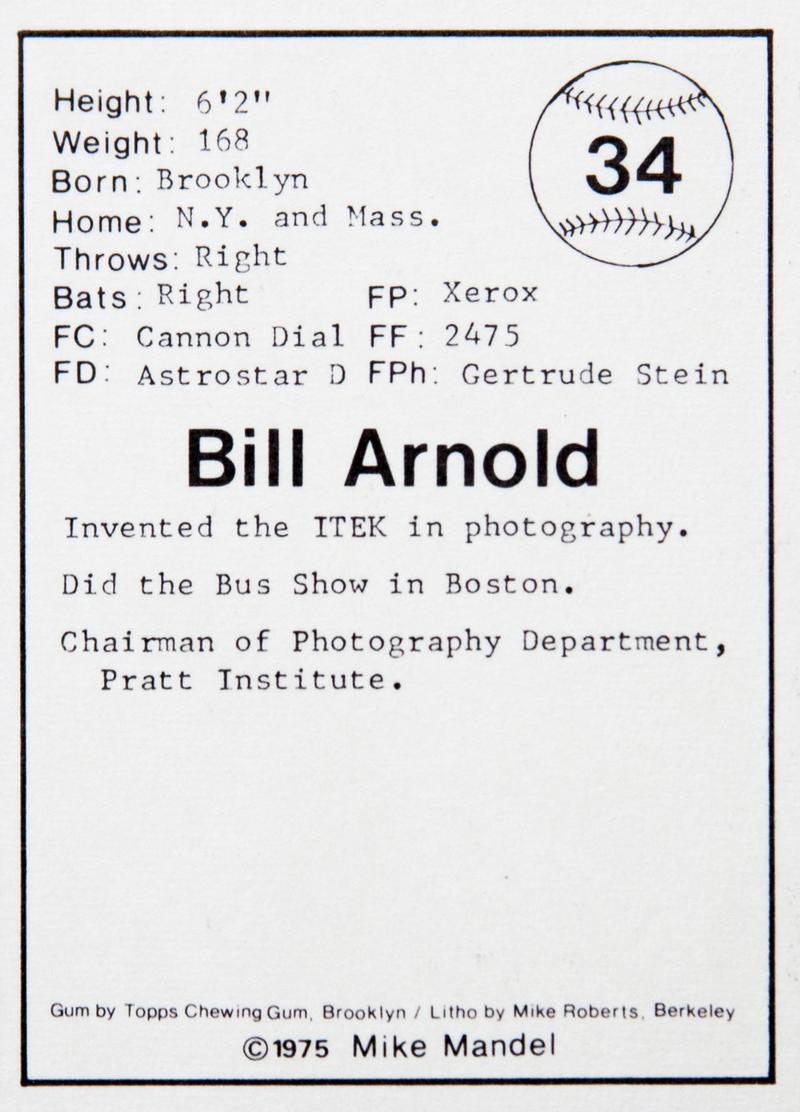 Height: 6'2"
34
Weight: 168
Born: Brooklyn
Home: N.Y. and Mass.
Throws: Right
Bats: Right FP: Xerox
FC: Cannon Dial FF: 2475
FD: Astrostar D FPh: Gertrude Stein
Bill Arnold
Invented the ITEK in photography.
Did the Bus Show in Boston.
Chairman of Photography Department,
Pratt Institute.
Gum by Topps Chewing Gum, Brooklyn / Litho by Mike Roberts, Berkeley
©1975 Mike Mandel